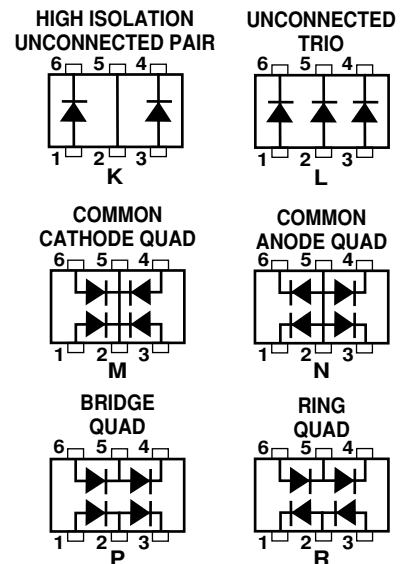 HIGH ISOLATION
UNCONNECTED PAIR
6 5 4
1 2 3
K
UNCONNECTED
TRIO
6 5 4
1 2 3
L
COMMON
CATHODE QUAD
6 5 4
1 2 3
M
COMMON
ANODE QUAD
6 5 4
1 2 3
N
BRIDGE
QUAD
6 5 4
1 2 3
P
RING
QUAD
6 5 4
1 2 3
R